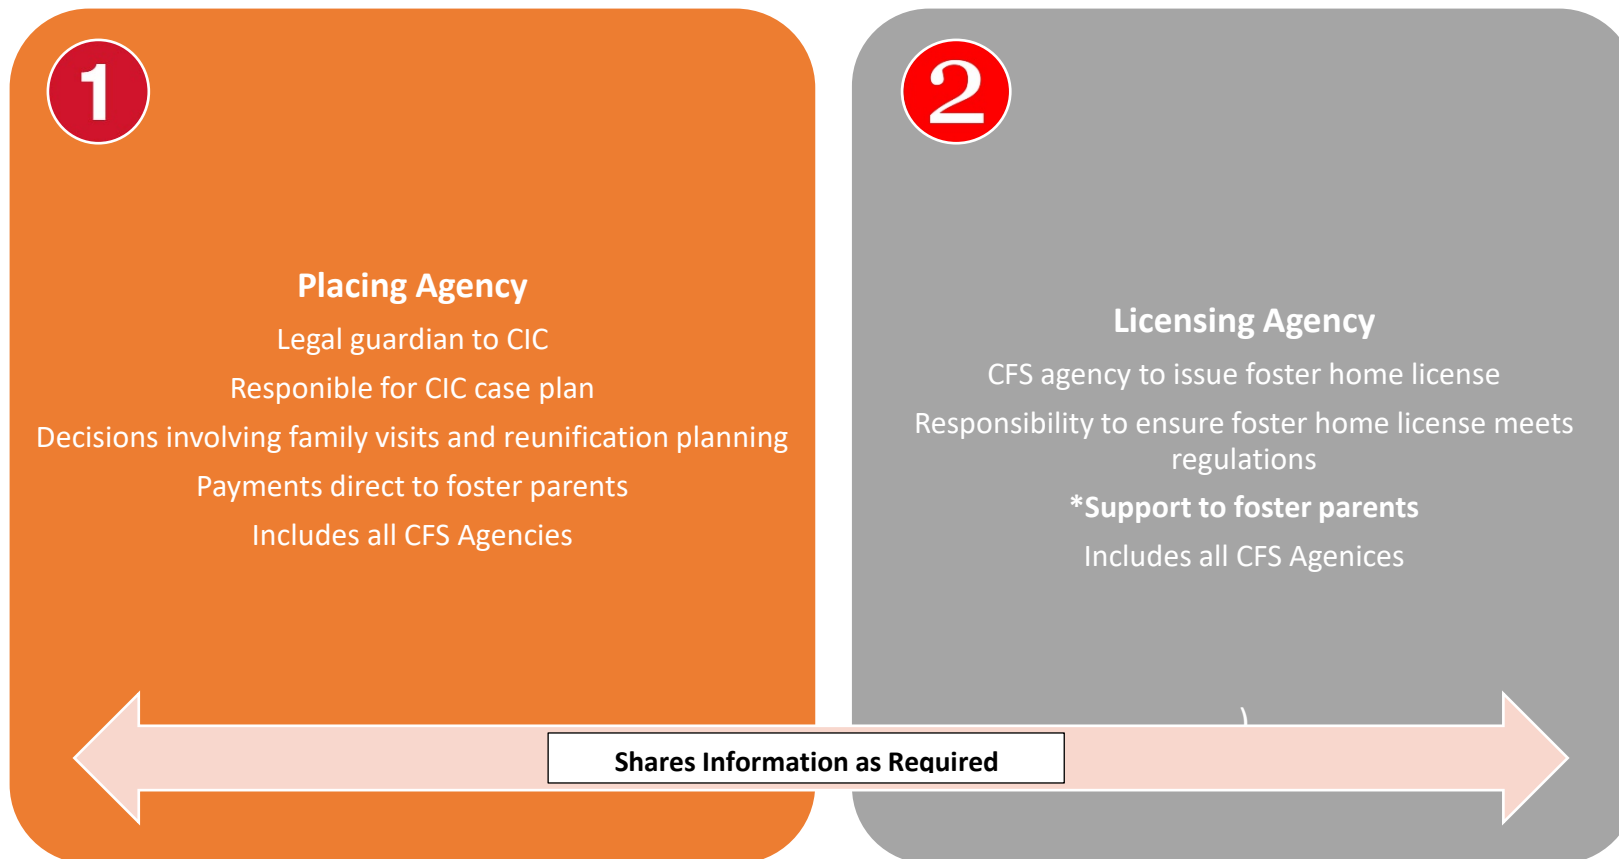 1
Placing Agency
Legal guardian to CIC
Responible for CIC case plan
Decisions involving family visits and reunification planning
Payments direct to foster parents
Includes all CFS Agencies
2
Licensing Agency
CFS agency to issue foster home license
Responsibility to ensure foster home license meets
regulations
*Support to foster parents
Includes all CFS Agenices
)
Shares Information as Required